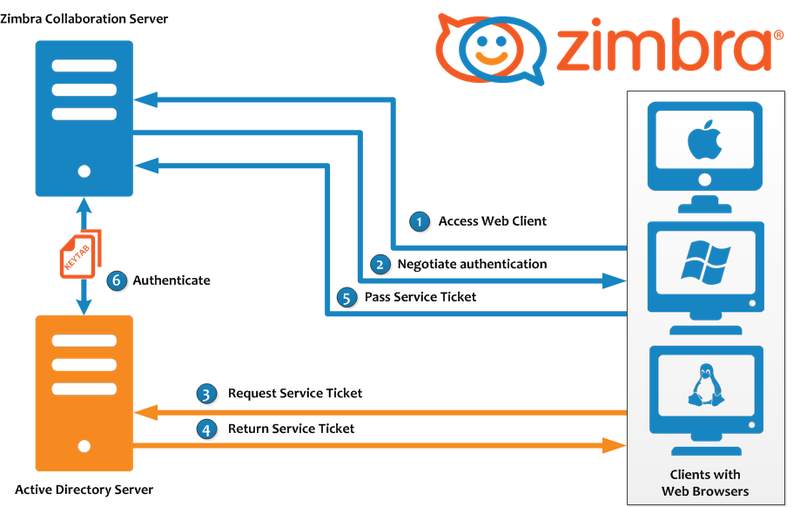 Zimbra Collaboration Server
zimbra®
1 Access Web Client
2 Negotiate authentication
5 Pass Service Ticket
KEYTAB
6 Authenticate
3 Request Service Ticket
4 Return Service Ticket
Active Directory Server
Clients with
Web Browsers